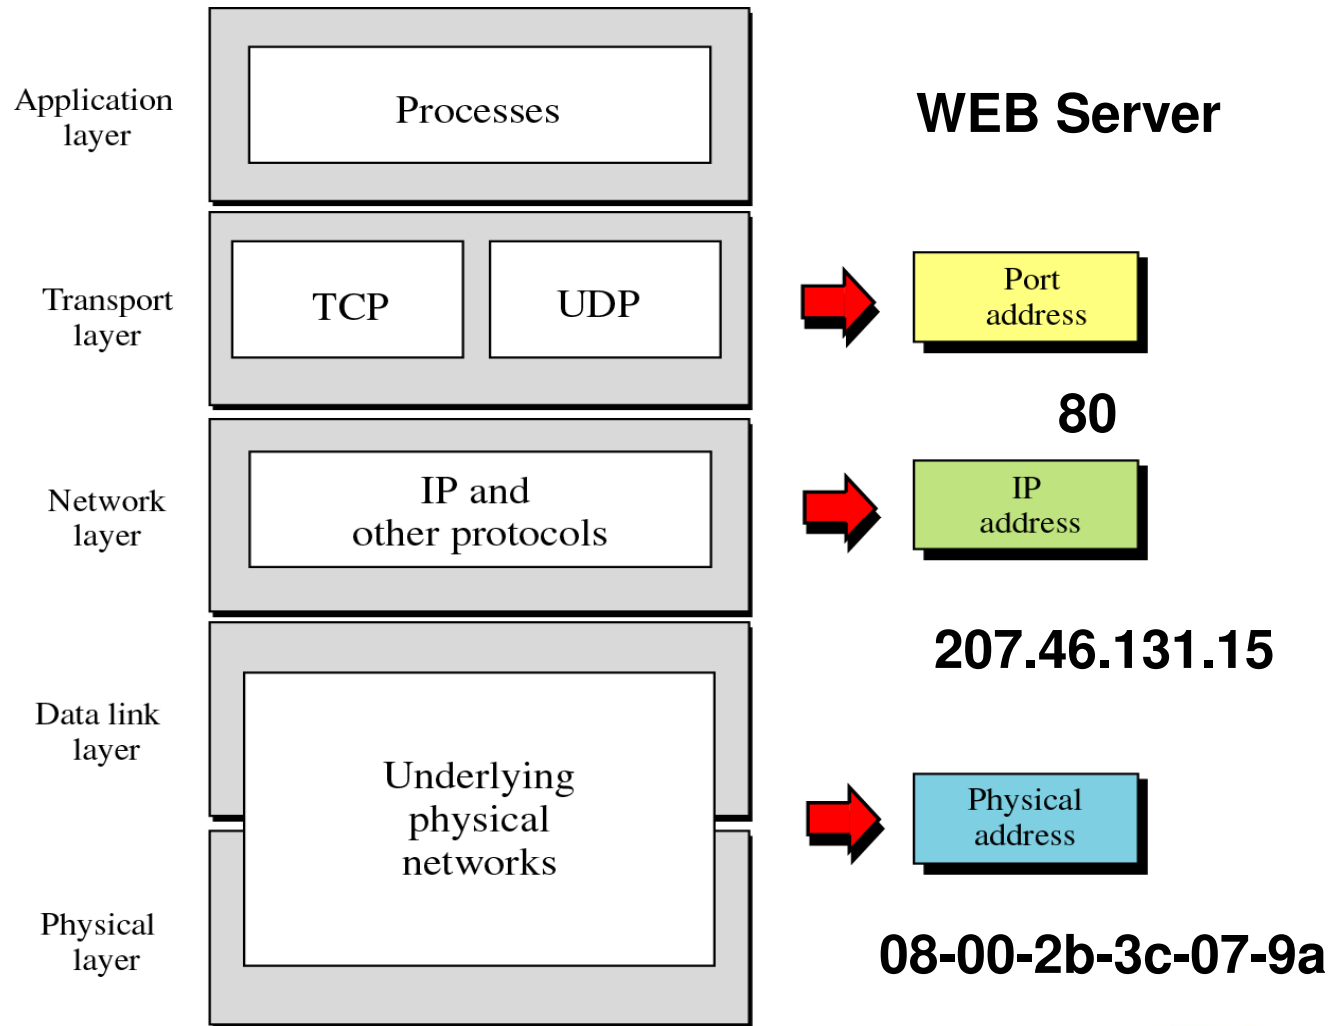 Application
layer
Processes
WEB Server
Transport
layer
TCP
UDP
Port
address
80
Network
layer
IP and
other protocols
IP
address
207.46.131.15
Data link
layer
Underlying
physical
networks
Physical
address
Physical
layer
08-00-2b-3c-07-9a